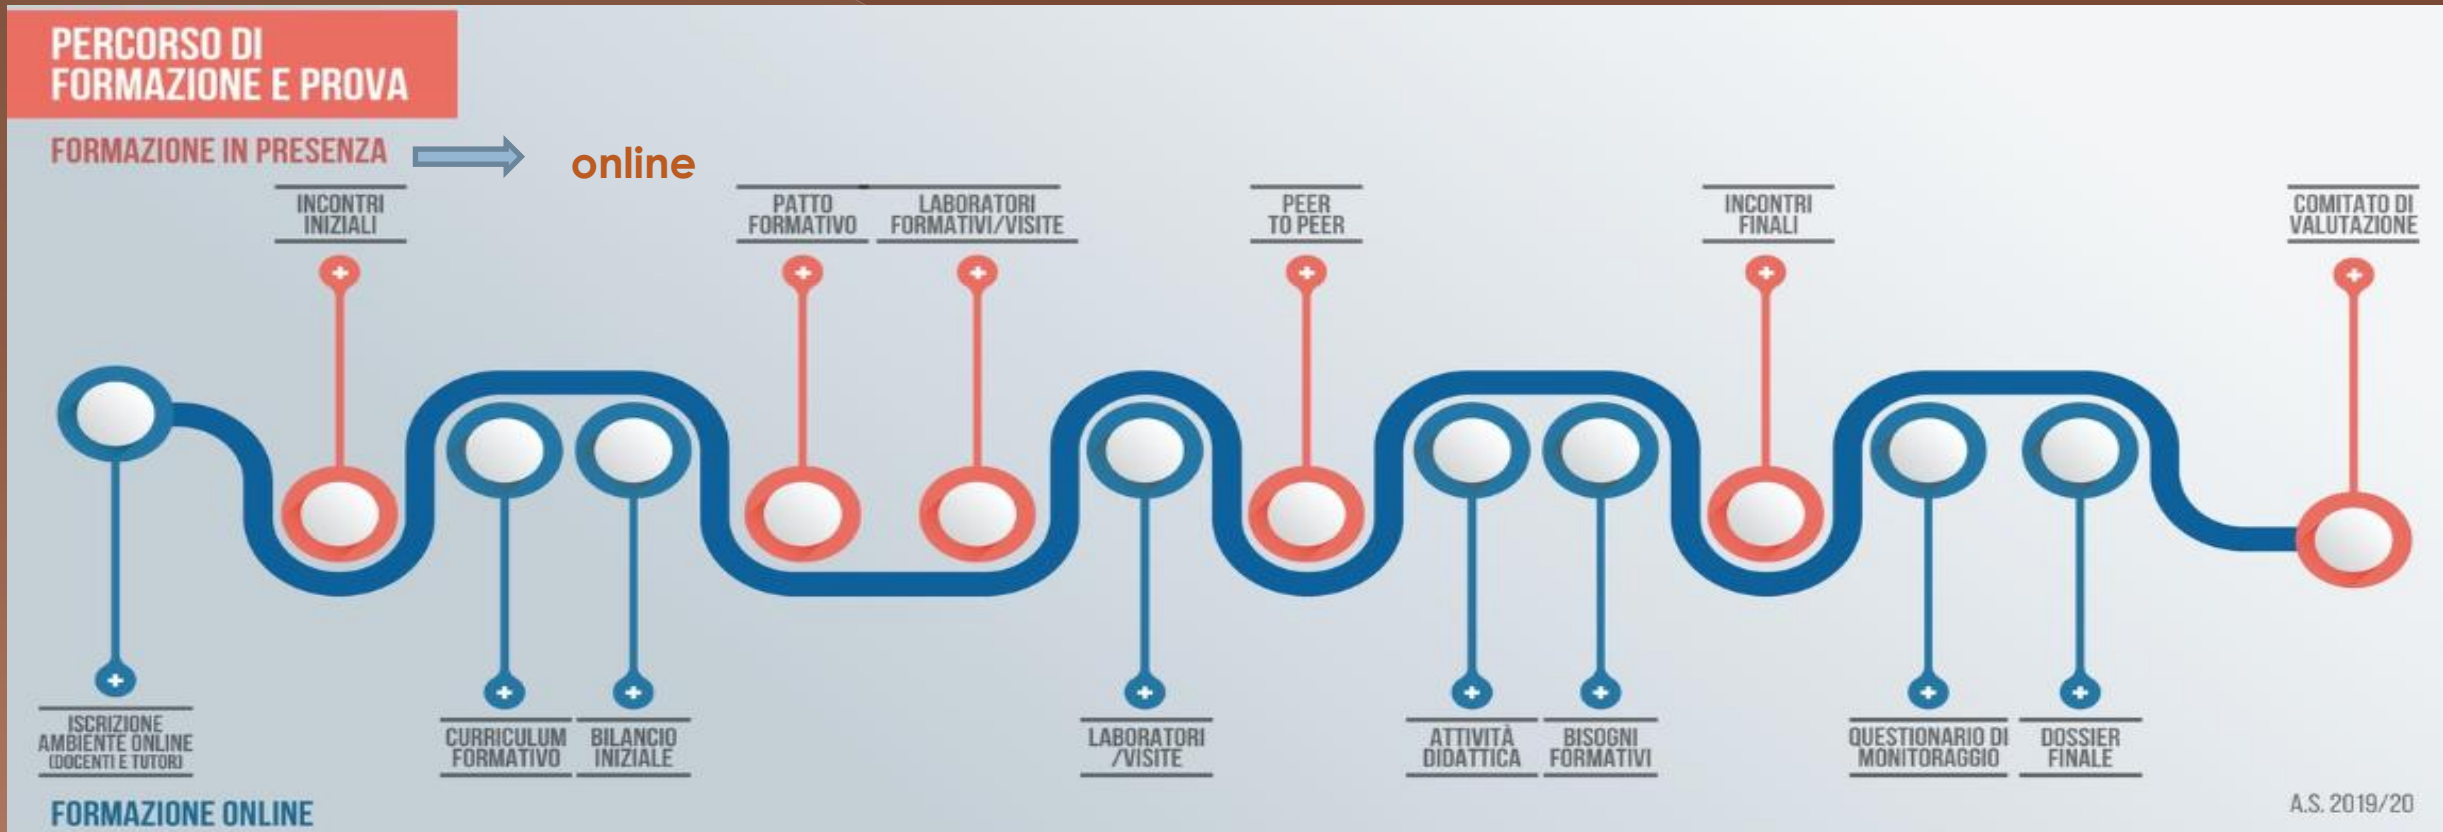 PERCORSO DI
FORMAZIONE E PROVA
FORMAZIONE IN PRESENZA
online
INCONTRI
INIZIALI
PATTO
FORMATIVO
LABORATORI
FORMATIVI/VISITE
PEER
TO PEER
INCONTRI
FINALI
COMITATO DI
VALUTAZIONE
ISCRIZIONE
AMBIENTE ONLINE
(DOCENTI E TUTOR)
CURRICULUM
FORMATIVO
BILANCIO
INIZIALE
LABORATORI
/VISITE
ATTIVITÀ
DIDATTICA
BISOGNI
FORMATIVI
QUESTIONARIO DI
MONITORAGGIO
DOSSIER
FINALE
FORMAZIONE ONLINE
A.S. 2019/20